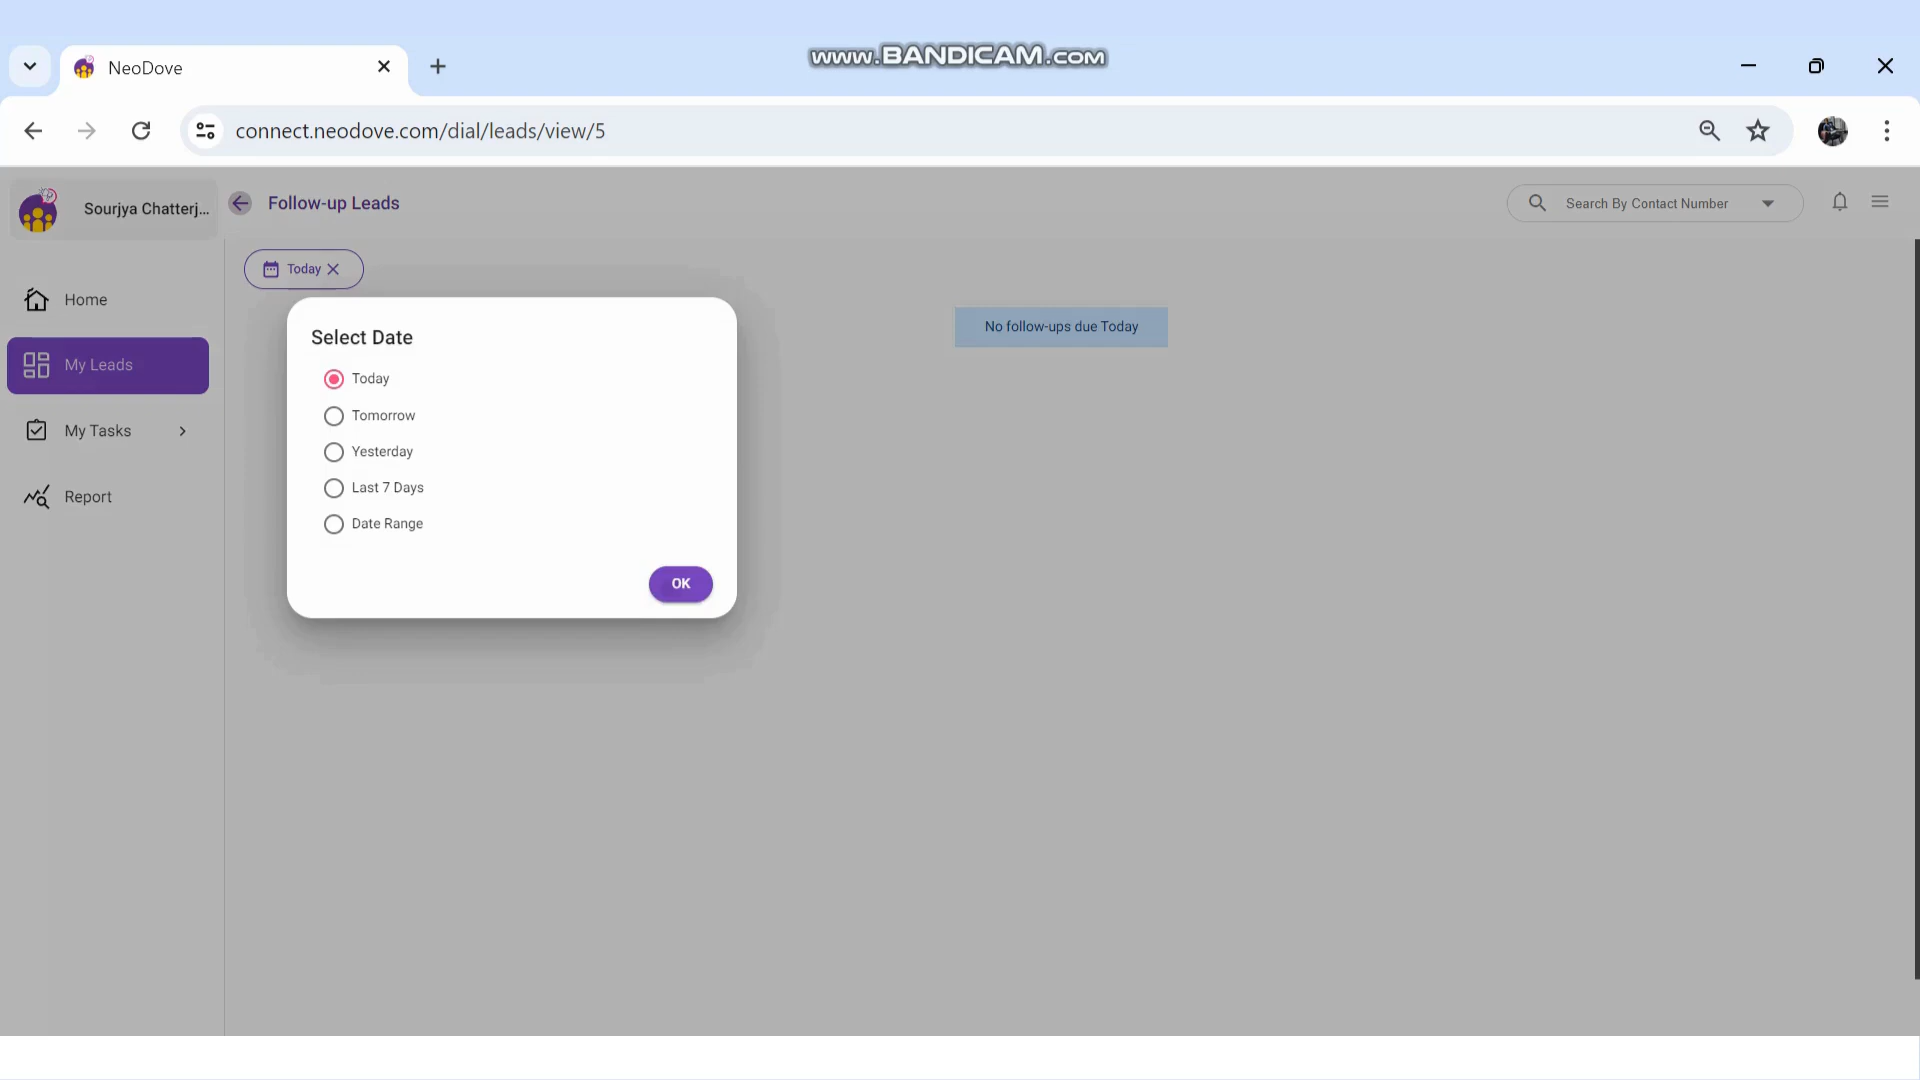 www.BANDICAM.com
NeoDove
connect.neodove.com/dial/leads/view/5
Sourjya Chatterj...
Follow-up Leads
Search By Contact Number
Today
Home
My Leads
My Tasks
Report
No follow-ups due Today
Select Date
Today
Tomorrow
Yesterday
Last 7 Days
Date Range
OK